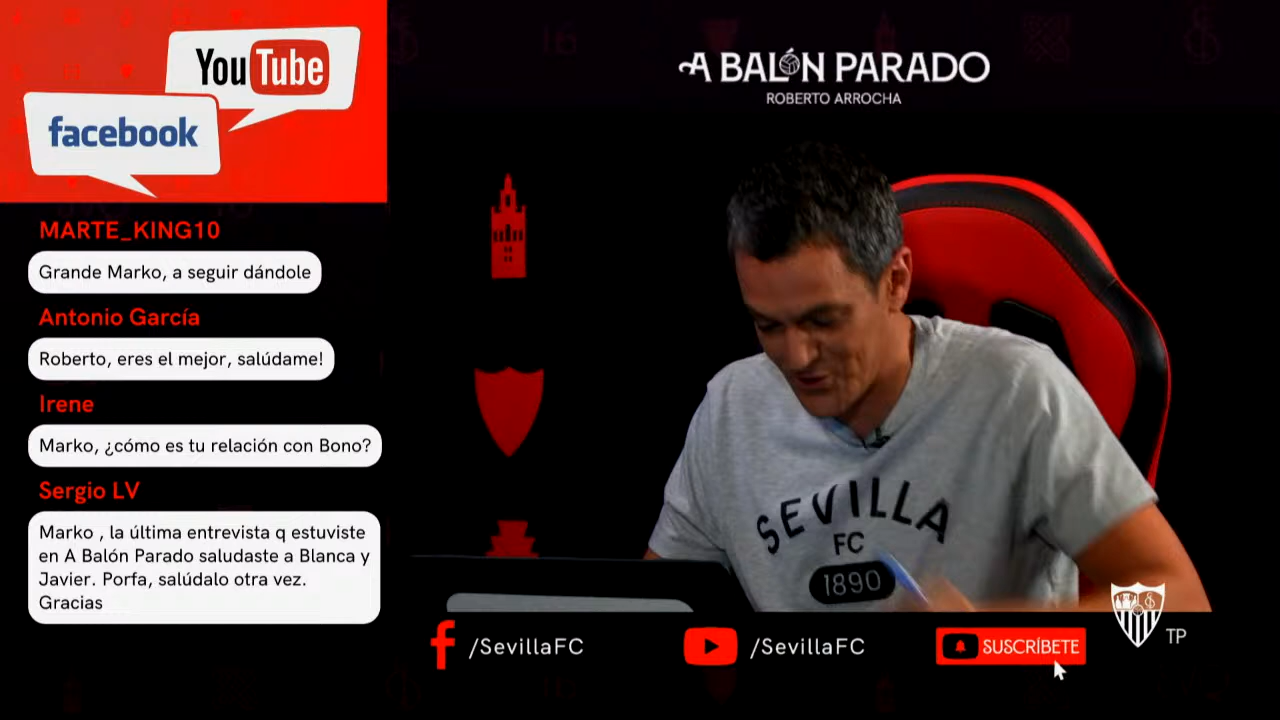 YouTube
facebook
MARTE_KING10
Grande Marko, a seguir dándole
Antonio García
Roberto, eres el mejor, salúdame!
Irene
Marko, ¿cómo es tu relación con Bono?
Sergio LV
Marko , la última entrevista q estuviste
en A Balón Parado saludaste a Blanca y
Javier. Porfa, salúdalo otra vez.
Gracias
A BALÓN PARADO
ROBERTO ARROCHA
SEVILLA
FC
1890
/SevillaFC
/SevillaFC
SUSCRÍBETE
TP